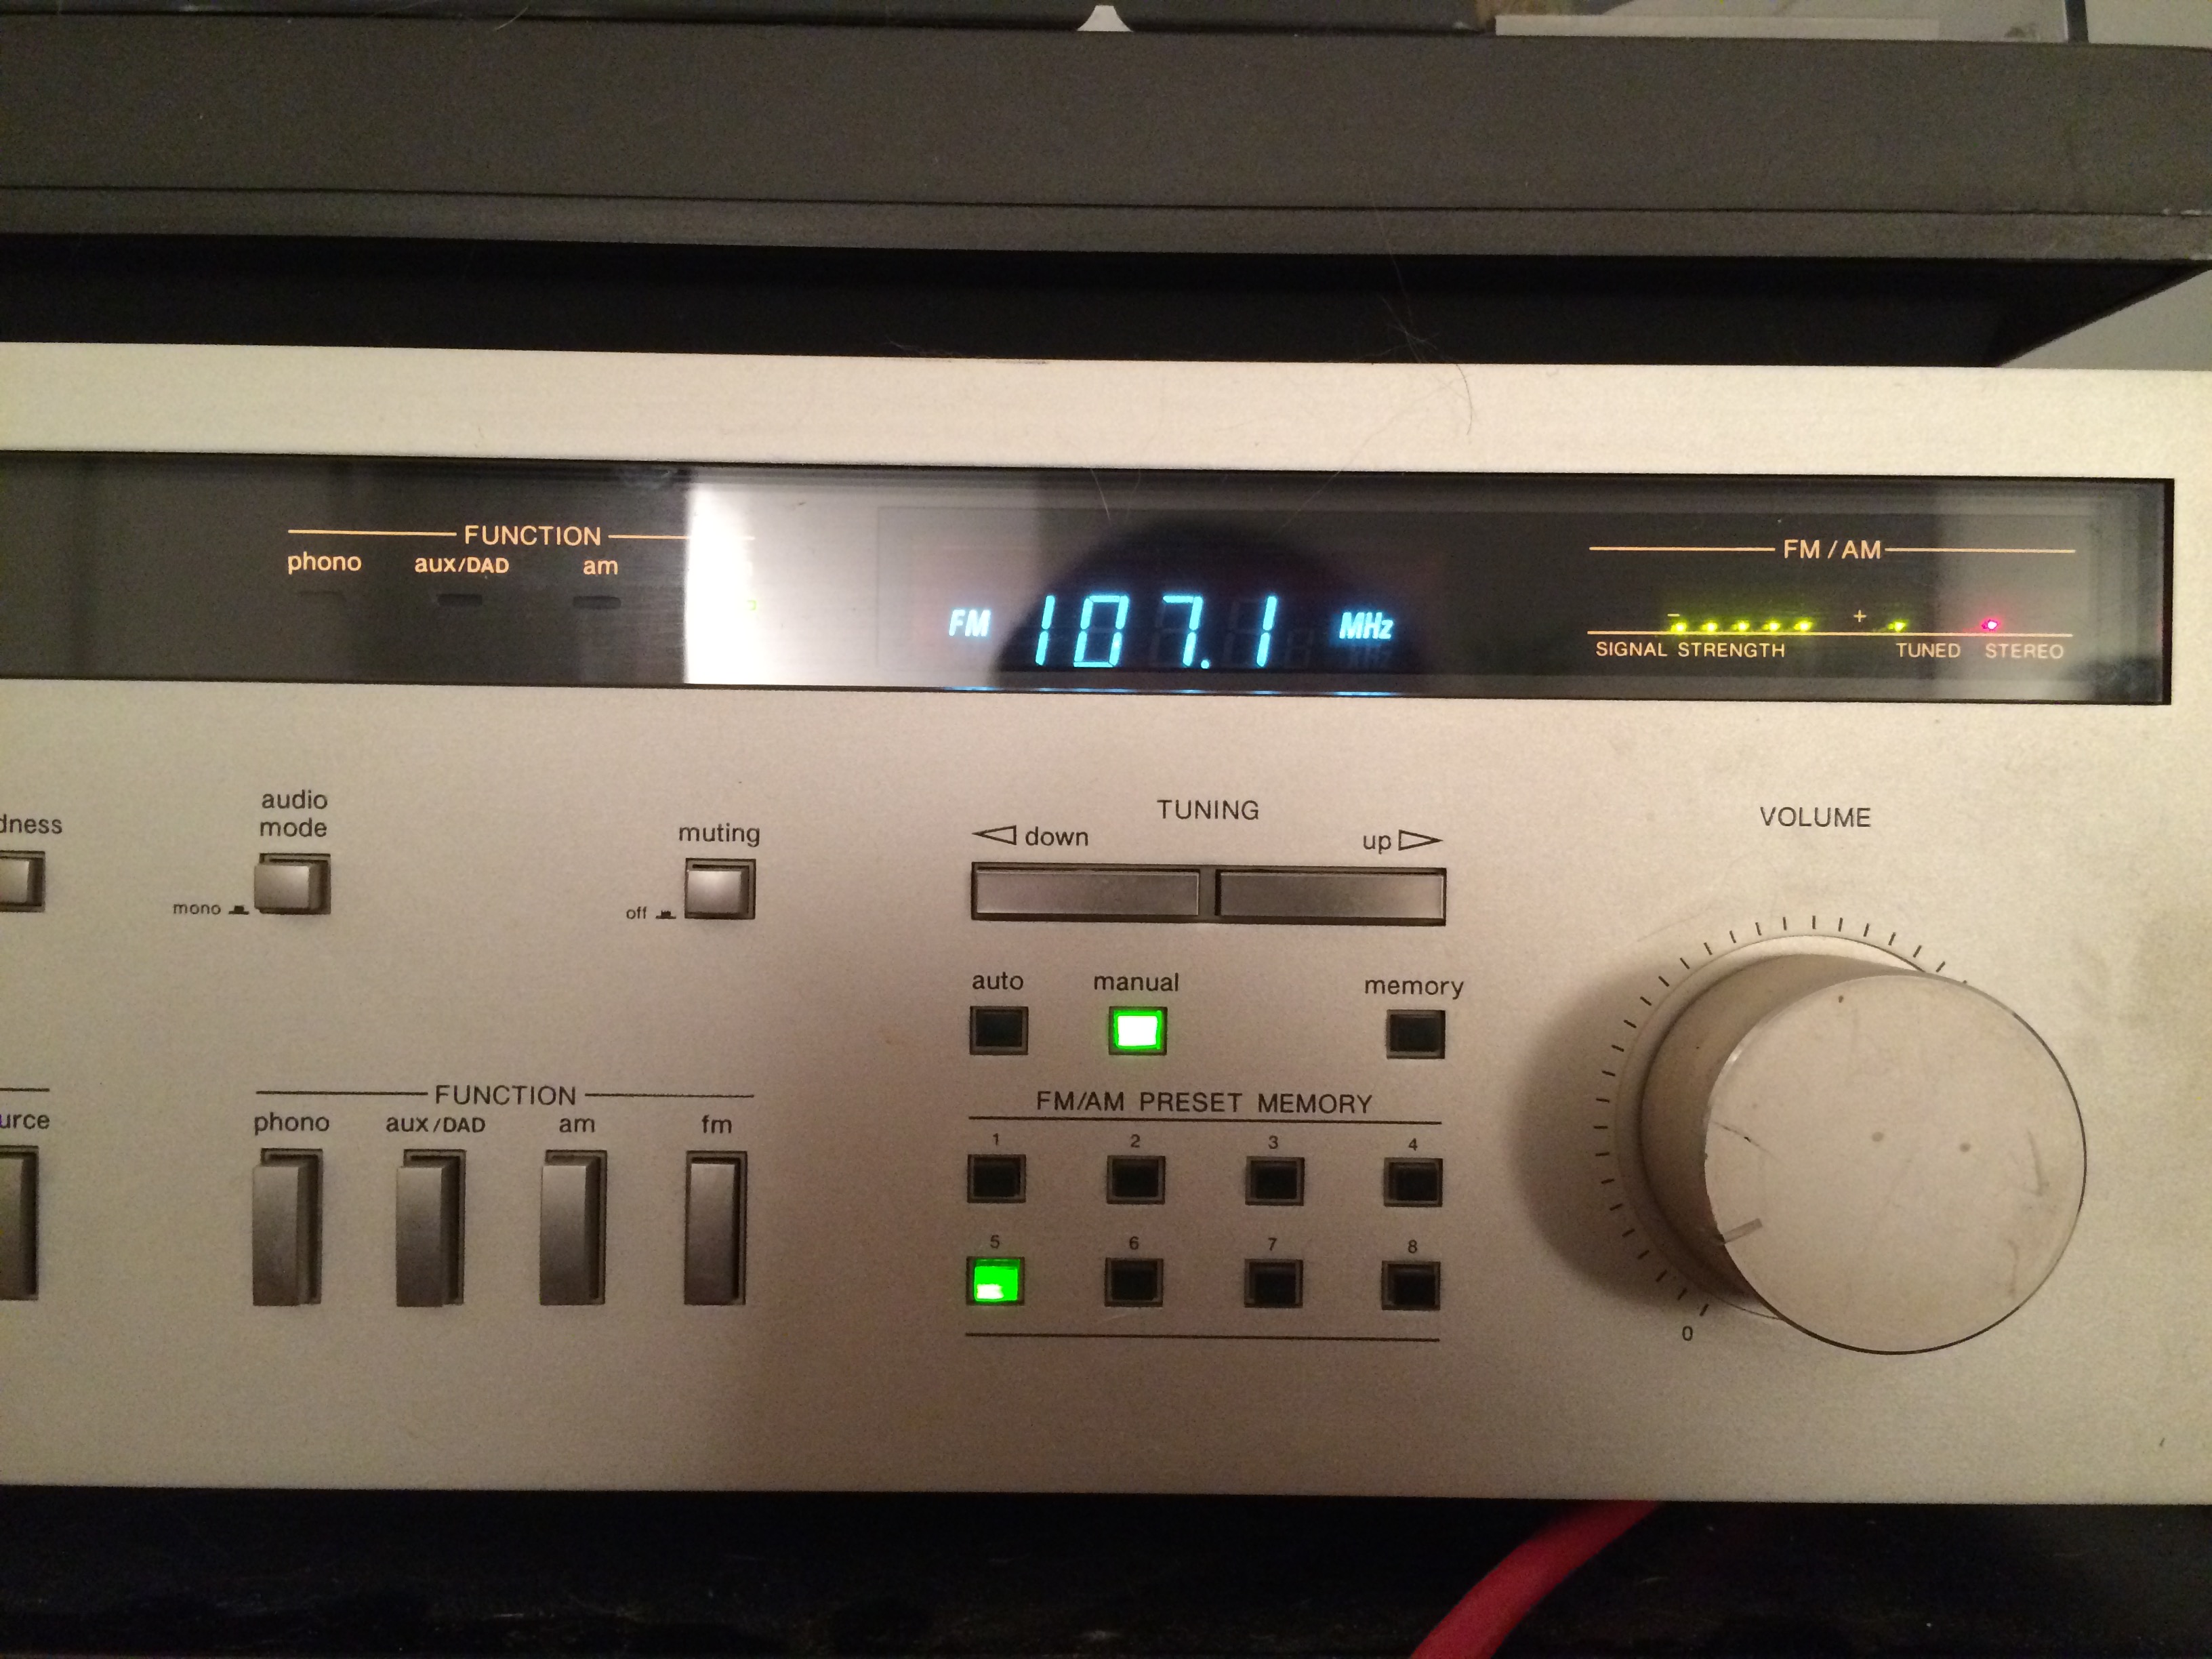 FUNCTION
phono aux/DAD am
FM 107.1 MHz
FM/AM
- +
SIGNAL STRENGTH TUNED STEREO
dness
audio
mode
mono
muting
off
TUNING
down up
VOLUME
auto manual memory
urce
FUNCTION
phono aux/DAD am fm
FM/AM PRESET MEMORY
1 2 3 4
5 6 7 8
0